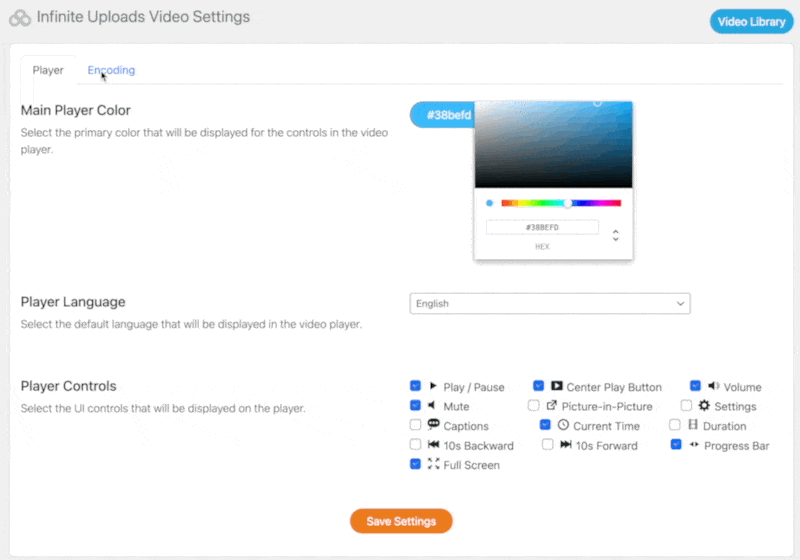 Infinite Uploads Video Settings
Video Library
Player Encoding
Main Player Color
Select the primary color that will be displayed for the controls in the video
player.
#38befd
#38BEFD
HEX
Player Language
Select the default language that will be displayed in the video player.
English
Player Controls
Select the UI controls that will be displayed on the player.
Play / Pause Center Play Button Volume
Mute Picture-in-Picture Settings
Captions Current Time Duration
10s Backward 10s Forward Progress Bar
Full Screen
Save Settings